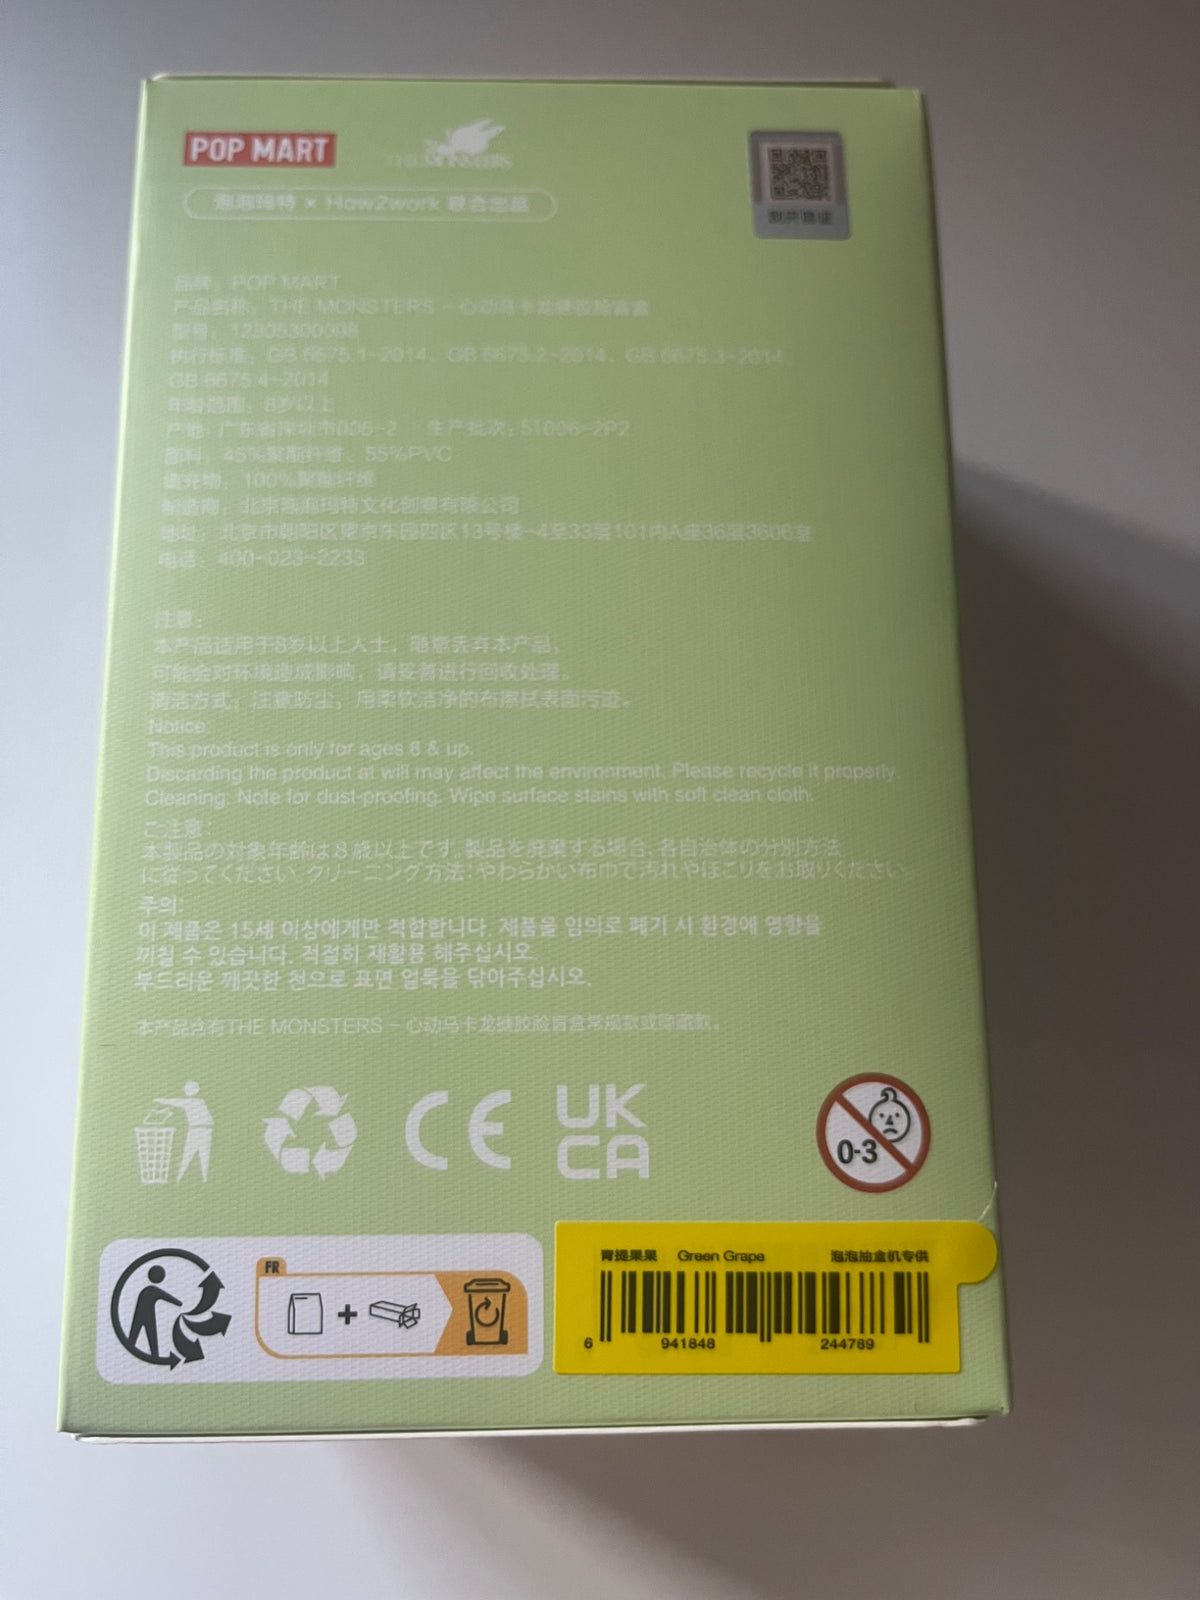 POP MART
THE MONSTERS
泡泡玛特 × How2work 联合出品
刮开验证
品牌：POP MART
产品名称：THE MONSTERS - 心动马卡龙搪胶脸盲盒
型号：12305300008
执行标准：GB 6675.1-2014、GB 6675.2-2014、GB 6675.3-2014
GB 6675.4-2014
年龄范围：8岁以上
产地：广东省深圳市006-2 生产批次：S1006-2P2
面料：45%聚酯纤维、55%PVC
填充物：100%聚酯纤维
制造商：北京泡泡玛特文化创意有限公司
地址：北京市朝阳区望京东园四区13号楼-4至33层101内A座36层3606室
电话：400-023-2233
注意：
本产品适用于8岁以上人士，随意丢弃本产品，
可能会对环境造成影响，请妥善进行回收处理。
清洁方式：注意防尘，用柔软洁净的布擦拭表面污迹。
Notice:
This product is only for ages 8 & up.
Discarding the product at will may affect the environment. Please recycle it properly.
Cleaning: Note for dust-proofing. Wipe surface stains with soft clean cloth.
ご注意：
本製品の対象年齢は8歳以上です。製品を廃棄する場合、各自治体の分別方法
に従ってください。クリーニング方法：やわらかい布巾で汚れやほこりをお取りください。
주의:
이 제품은 15세 이상에게만 적합합니다. 제품을 임의로 폐기 시 환경에 영향을
끼칠 수 있습니다. 적절히 재활용 해주십시오.
부드러운 깨끗한 천으로 표면 얼룩을 닦아주십시오.
本产品含有THE MONSTERS - 心动马卡龙搪胶脸盲盒常规款或隐藏款。
CE
UK
CA
0-3
FR
青提果果 Green Grape 泡泡抽盒机专供
6 941848 244789